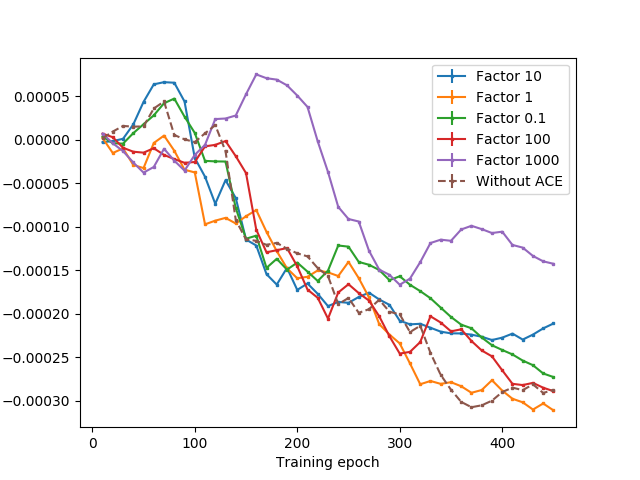 0.00005
0.00000
−0.00005
−0.00010
−0.00015
−0.00020
−0.00025
−0.00030
0
100
200
300
400
Training epoch
Factor 10
Factor 1
Factor 0.1
Factor 100
Factor 1000
Without ACE